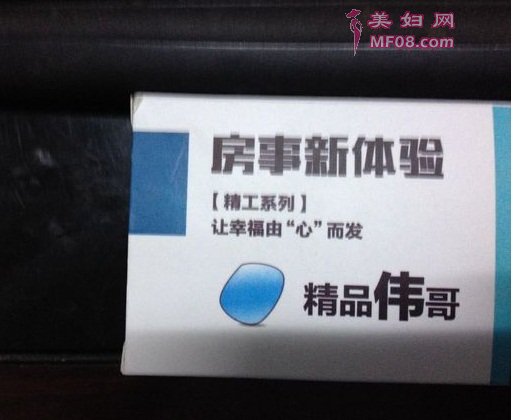 美妇网
MF08.com
房事新体验
【精工系列】
让幸福由“心”而发
精品伟哥